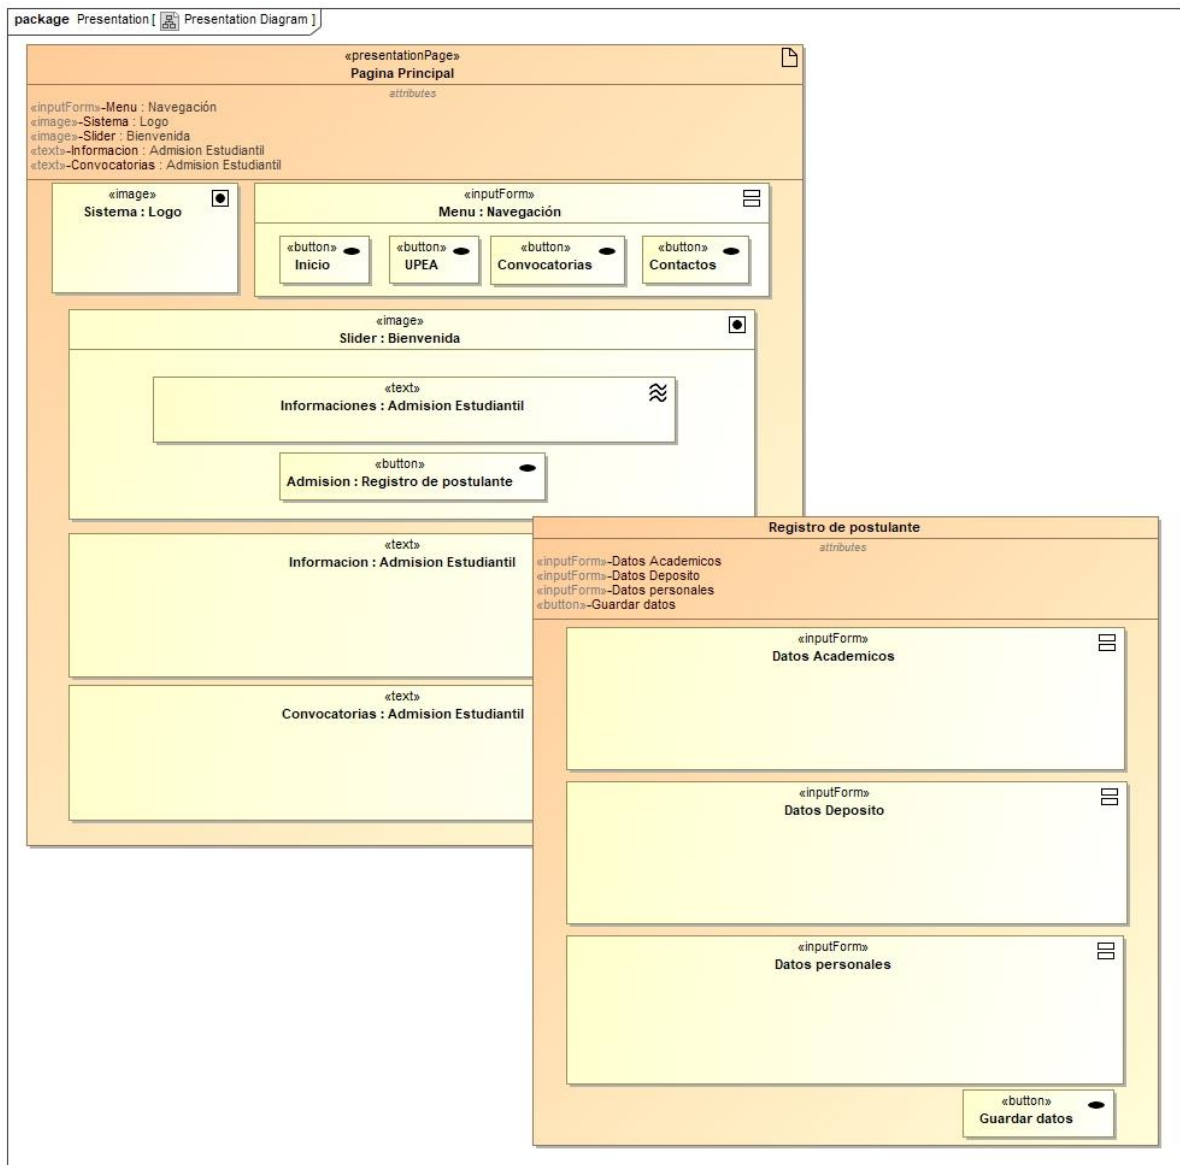 package Presentation [ Presentation Diagram ]
«presentationPage»
Pagina Principal
attributes
«inputForm»-Menu : Navegación
«image»-Sistema : Logo
«image»-Slider : Bienvenida
«text»-Informacion : Admision Estudiantil
«text»-Convocatorias : Admision Estudiantil
«image»
Sistema : Logo
«inputForm»
Menu : Navegación
«button»
Inicio
«button»
UPEA
«button»
Convocatorias
«button»
Contactos
«image»
Slider : Bienvenida
«text»
Informaciones : Admision Estudiantil
«button»
Admision : Registro de postulante
«text»
Informacion : Admision Estudiantil
«text»
Convocatorias : Admision Estudiantil
Registro de postulante
attributes
«inputForm»-Datos Academicos
«inputForm»-Datos Deposito
«inputForm»-Datos personales
«button»-Guardar datos
«inputForm»
Datos Academicos
«inputForm»
Datos Deposito
«inputForm»
Datos personales
«button»
Guardar datos